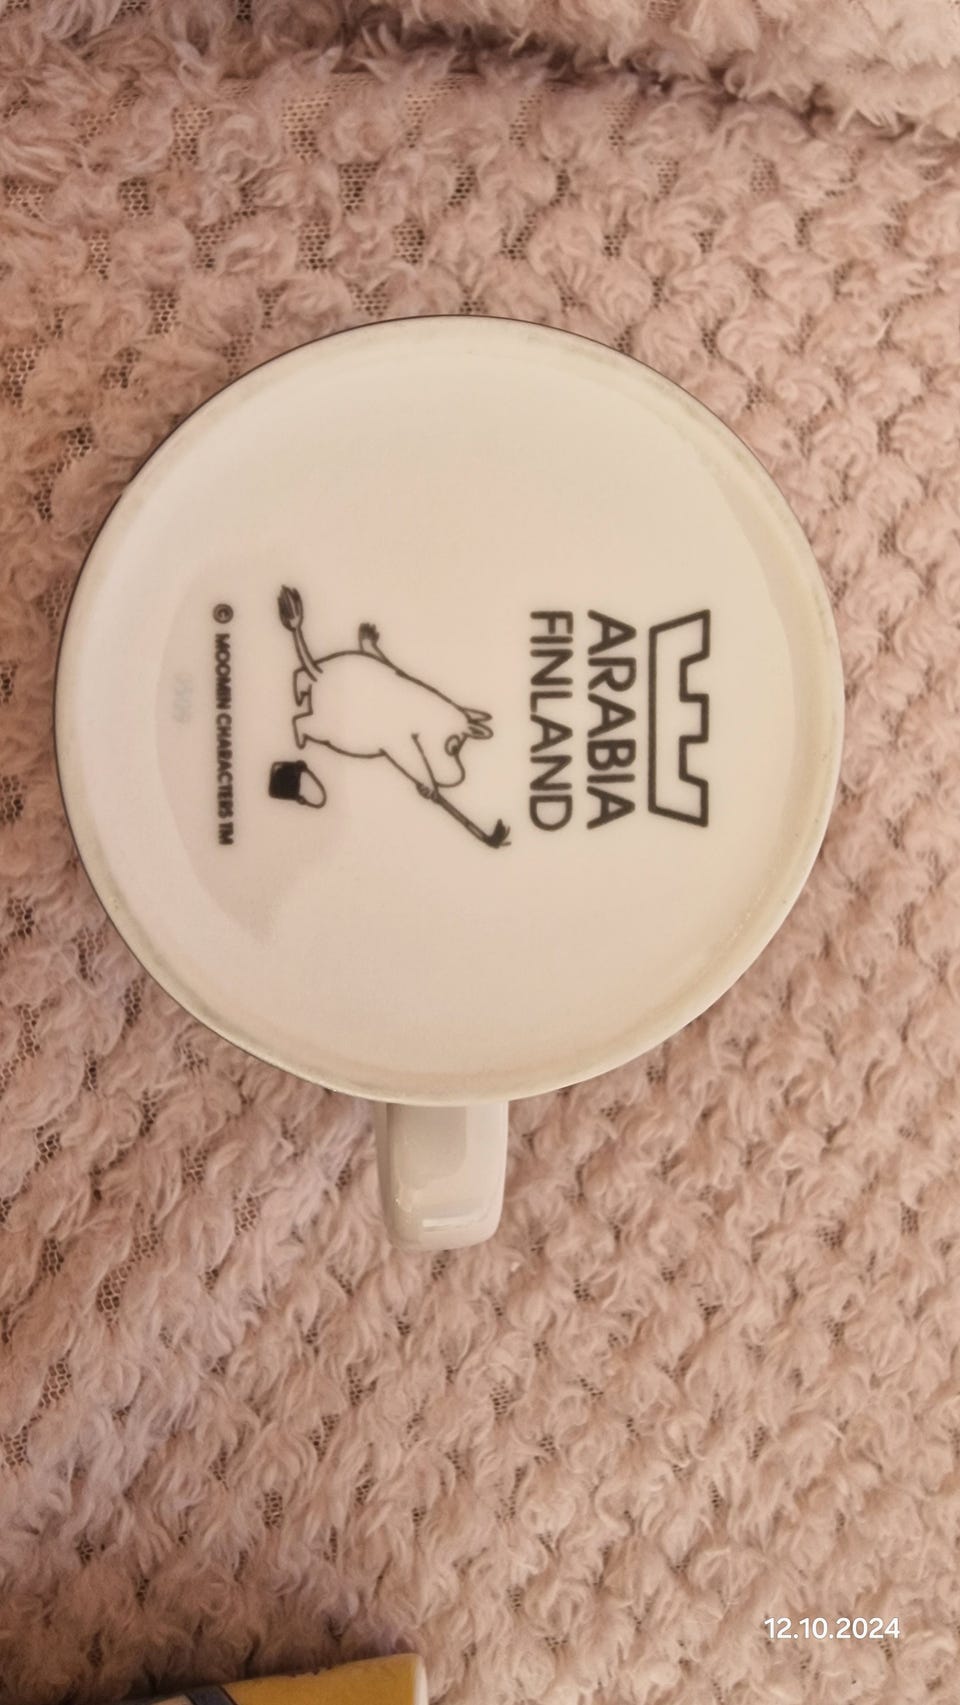 ARABIA
FINLAND
© MOOMIN CHARACTERS TM
12.10.2024